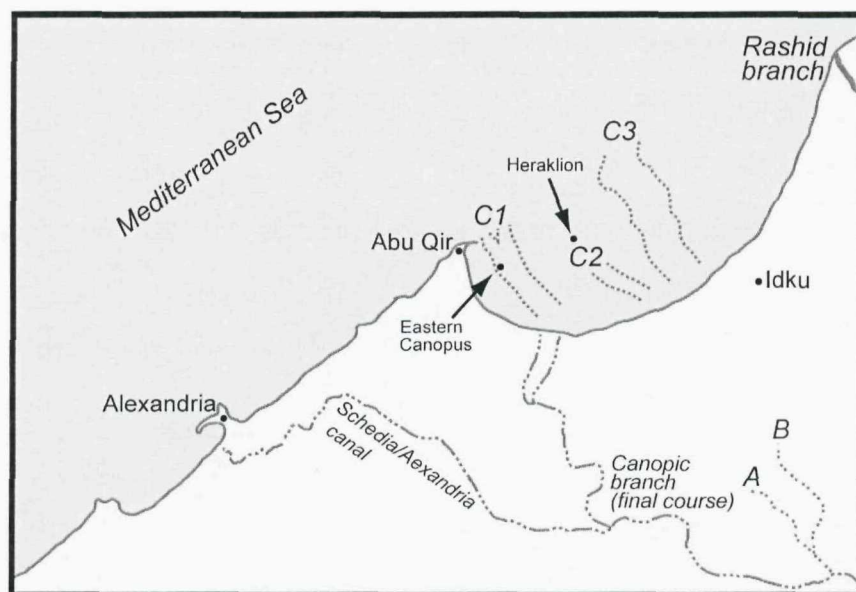 Rashid
branch
Mediterranean Sea
C3
Heraklion
C1
Abu Qir
C2
Idku
Eastern
Canopus
Alexandria
Schedia/Aexandria
canal
B
Canopic
branch
(final course)
A